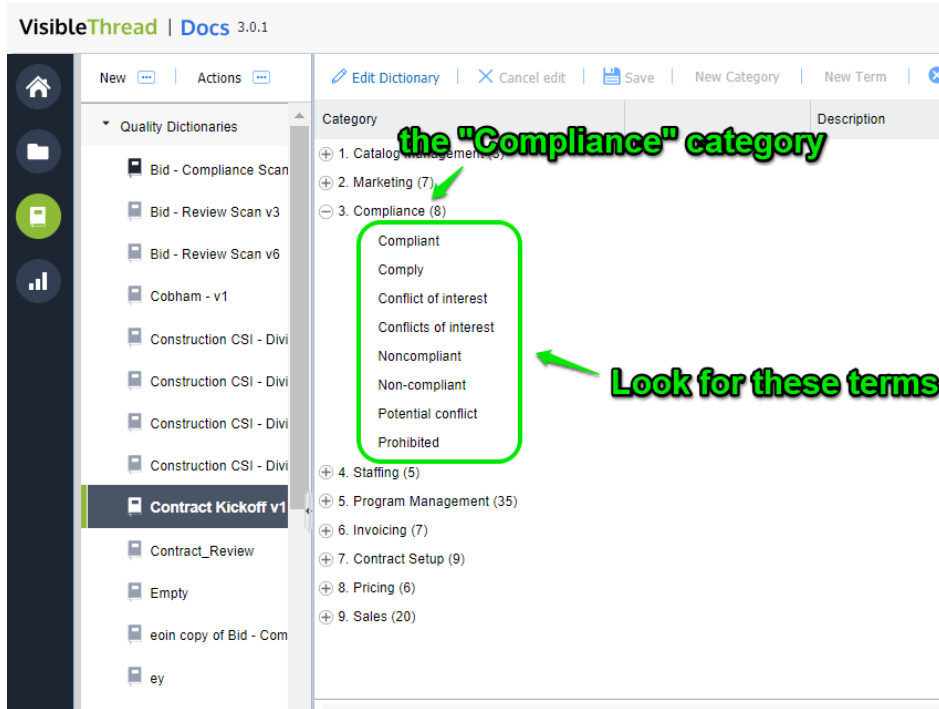 VisibleThread | Docs 3.0.1
New
Actions
Edit Dictionary
Cancel edit
Save
New Category
New Term
Quality Dictionaries
Bid - Compliance Scan
Bid - Review Scan v3
Bid - Review Scan v6
Cobham - v1
Construction CSI - Divi
Construction CSI - Divi
Construction CSI - Divi
Construction CSI - Divi
Contract Kickoff v1
Contract_Review
Empty
eoin copy of Bid - Com
ey
Category
Description
the "Compliance" category
1. Catalog Management
2. Marketing (7)
3. Compliance (8)
Compliant
Comply
Conflict of interest
Conflicts of interest
Noncompliant
Non-compliant
Potential conflict
Prohibited
Look for these terms
4. Staffing (5)
5. Program Management (35)
6. Invoicing (7)
7. Contract Setup (9)
8. Pricing (6)
9. Sales (20)